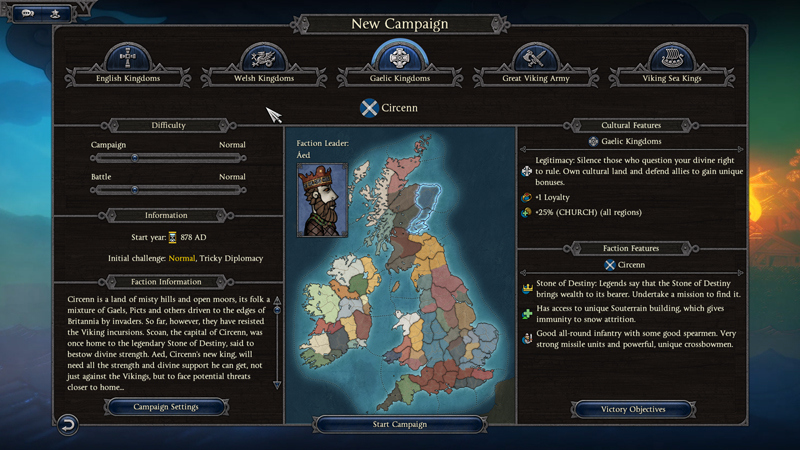 New Campaign
English Kingdoms
Welsh Kingdoms
Gaelic Kingdoms
Great Viking Army
Viking Sea Kings
Circenn
Difficulty
Campaign Normal
Battle Normal
Information
Start year: 878 AD
Initial challenge: Normal, Tricky Diplomacy
Faction Information
Circenn is a land of misty hills and open moors, its folk a
mixture of Gaels, Picts and others driven to the edges of
Britannia by invaders. So far, however, they have resisted
the Viking incursions. Scoan, the capital of Circenn, was
once home to the legendary Stone of Destiny, said to
bestow divine strength. Aed, Circenn's new king, will
need all the strength and divine support he can get, not
just against the Vikings, but to face potential threats
closer to home...
Campaign Settings
Faction Leader:
Áed
Start Campaign
Cultural Features
Gaelic Kingdoms
Legitimacy: Silence those who question your divine right
to rule. Own cultural land and defend allies to gain unique
bonuses.
+1 Loyalty
+25% (CHURCH) (all regions)
Faction Features
Circenn
Stone of Destiny: Legends say that the Stone of Destiny
brings wealth to its bearer. Undertake a mission to find it.
Has access to unique Souterrain building, which gives
immunity to snow attrition.
Good all-round infantry with some good spearmen. Very
strong missile units and powerful, unique crossbowmen.
Victory Objectives